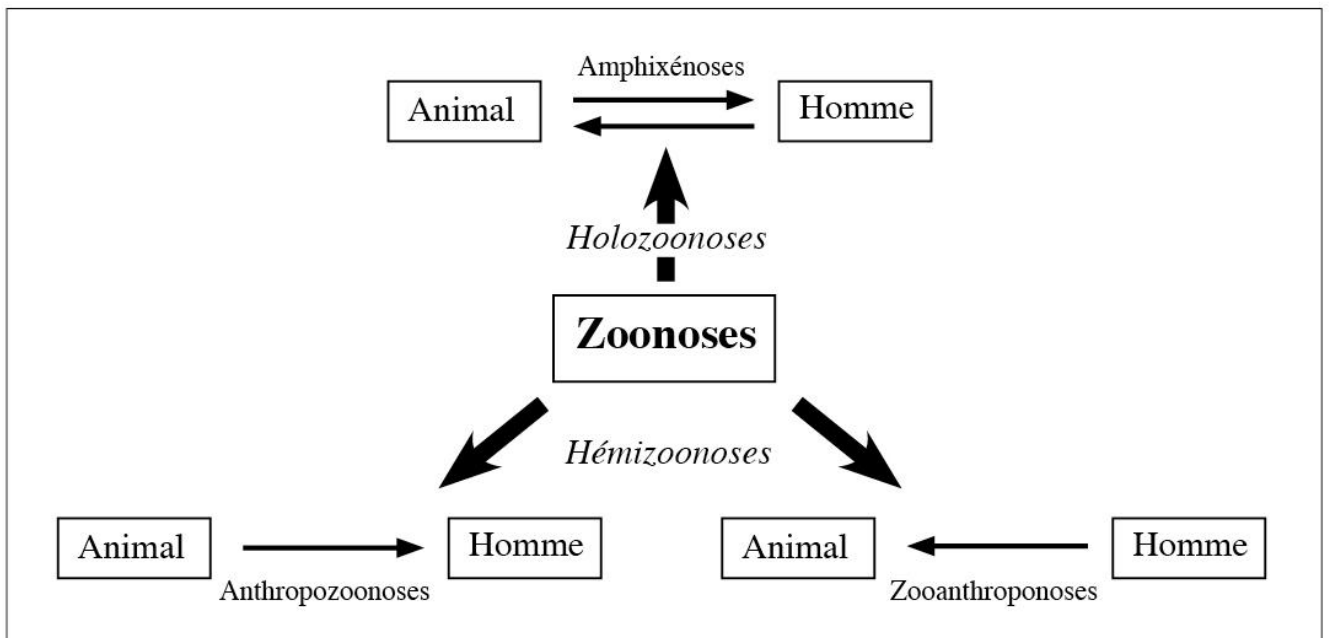 Amphixénoses
Animal
Homme
Holozoonoses
Zoonoses
Hémizoonoses
Animal
Homme
Anthropozoonoses
Animal
Homme
Zooanthroponoses